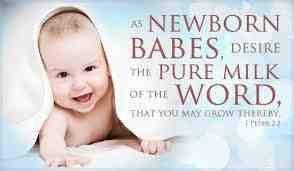 AS NEWBORN
BABES, DESIRE
THE PURE MILK
OF THE WORD,
THAT YOU MAY GROW THEREBY,
1 PETER 2:2